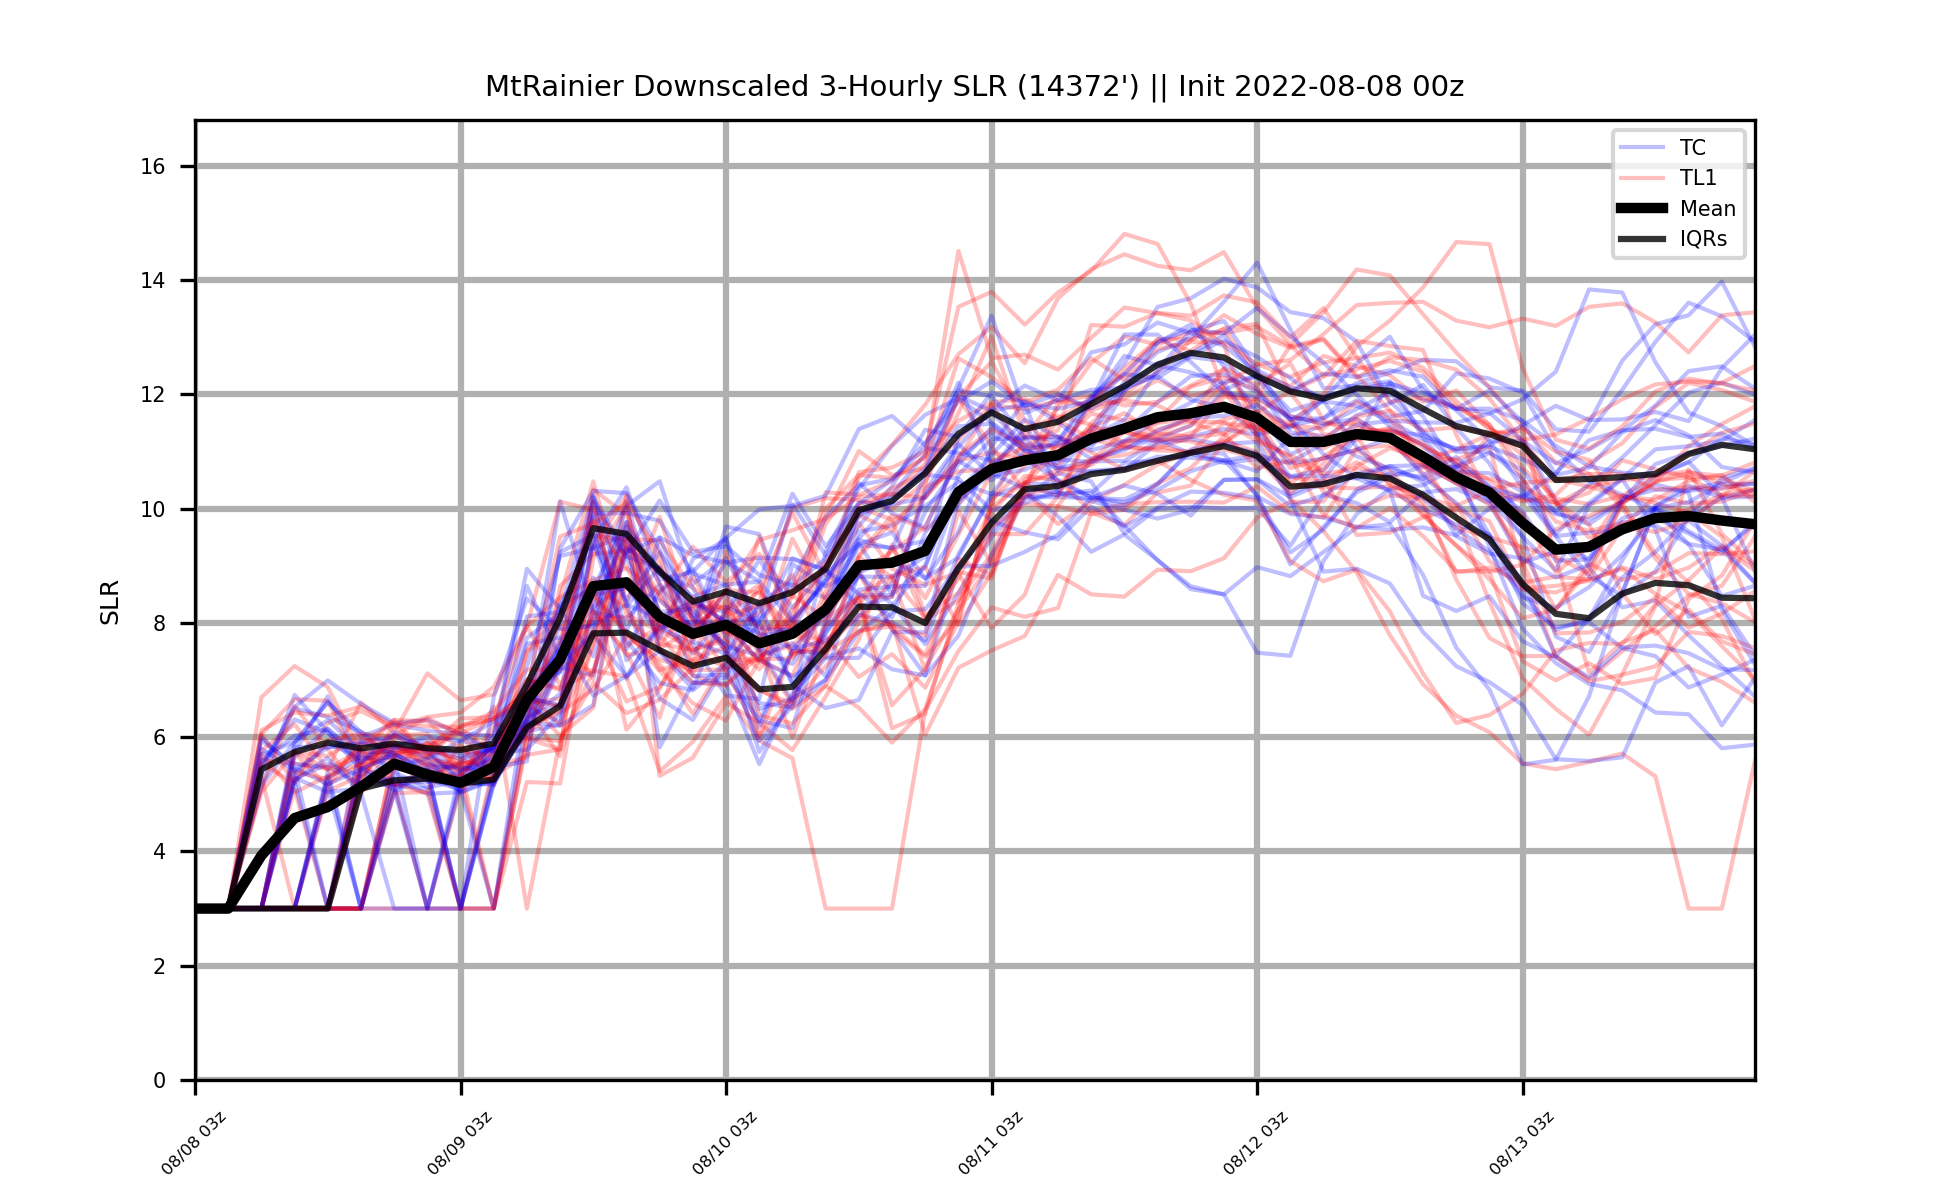 MtRainier Downscaled 3-Hourly SLR (14372') || Init 2022-08-08 00z
TC
TL1
Mean
IQRs
SLR
16
14
12
10
8
6
4
2
0
08/08 03z
08/09 03z
08/10 03z
08/11 03z
08/12 03z
08/13 03z